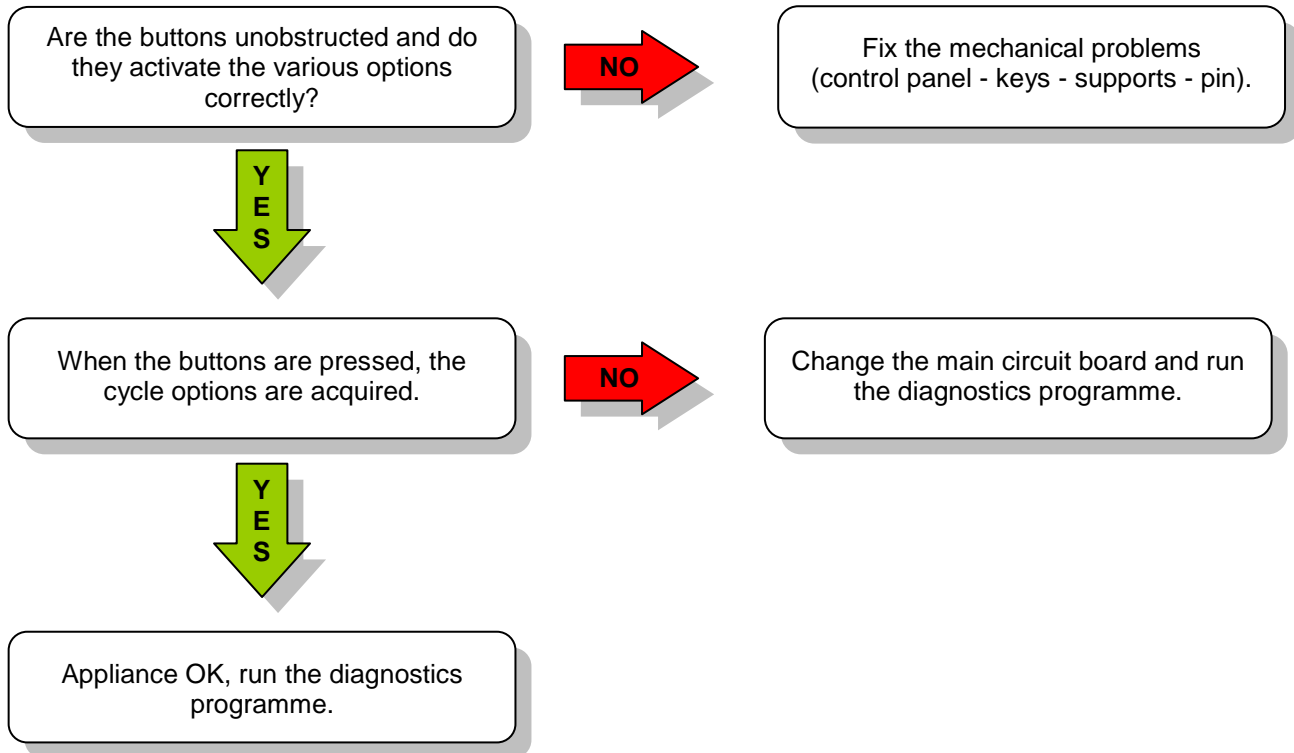 Are the buttons unobstructed and do
they activate the various options
correctly?
NO
Fix the mechanical problems
(control panel - keys - supports - pin).
YES
When the buttons are pressed, the
cycle options are acquired.
NO
Change the main circuit board and run
the diagnostics programme.
YES
Appliance OK, run the diagnostics
programme.